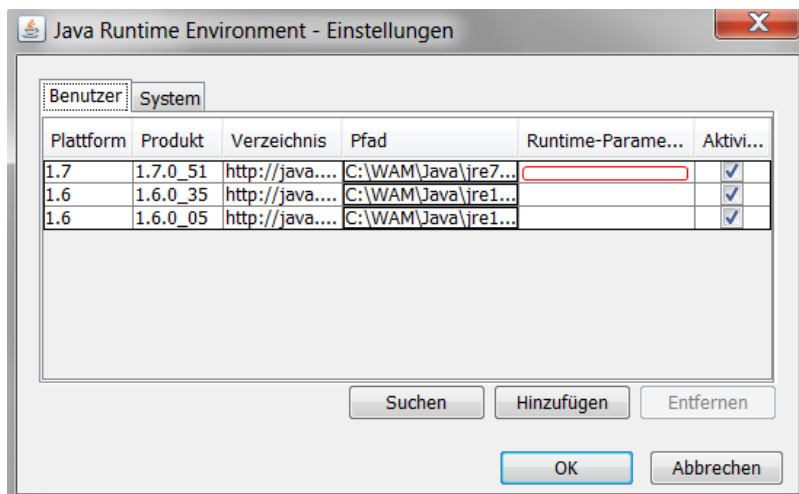 Java Runtime Environment - Einstellungen
Benutzer System
Plattform Produkt Verzeichnis Pfad Runtime-Parame... Aktivi...
1.7 1.7.0_51 http://java.... C:\WAM\Java\jre7...
1.6 1.6.0_35 http://java.... C:\WAM\Java\jre1...
1.6 1.6.0_05 http://java.... C:\WAM\Java\jre1...
Suchen Hinzufügen Entfernen
OK Abbrechen